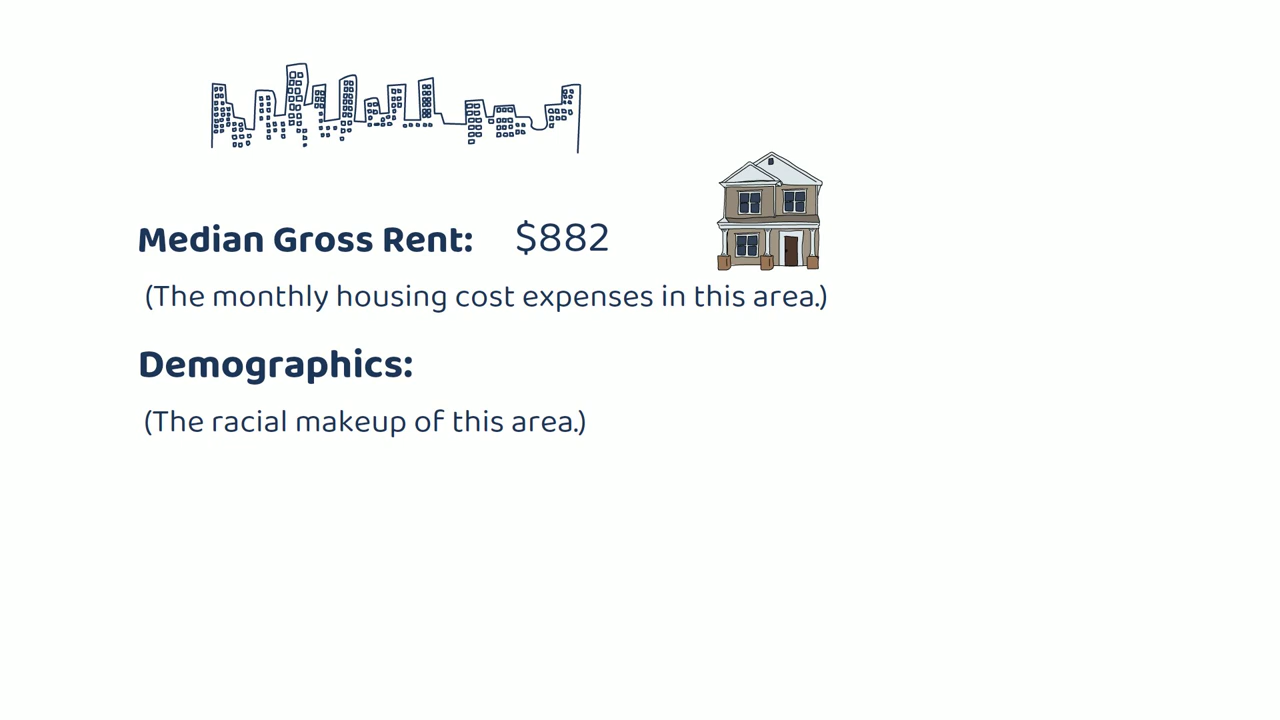 Median Gross Rent: $882
(The monthly housing cost expenses in this area.)
Demographics:
(The racial makeup of this area.)